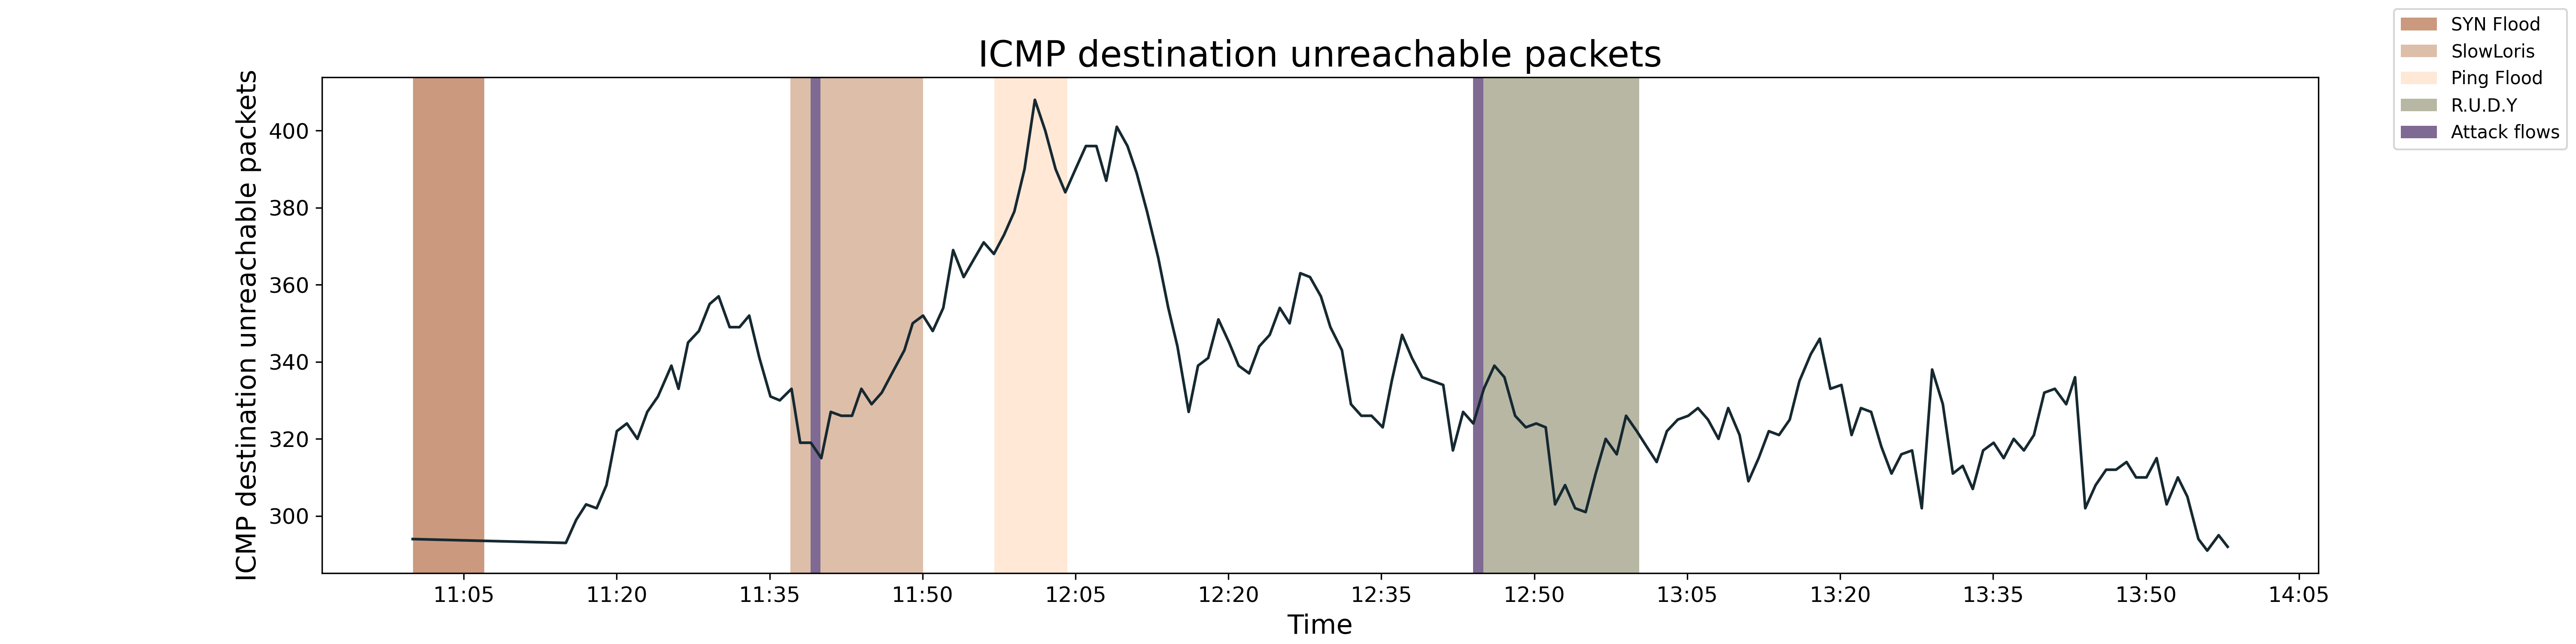 ICMP destination unreachable packets
SYN Flood
SlowLoris
Ping Flood
R.U.D.Y
Attack flows
ICMP destination unreachable packets
400
380
360
340
320
300
11:05 11:20 11:35 11:50 12:05 12:20 12:35 12:50 13:05 13:20 13:35 13:50 14:05
Time